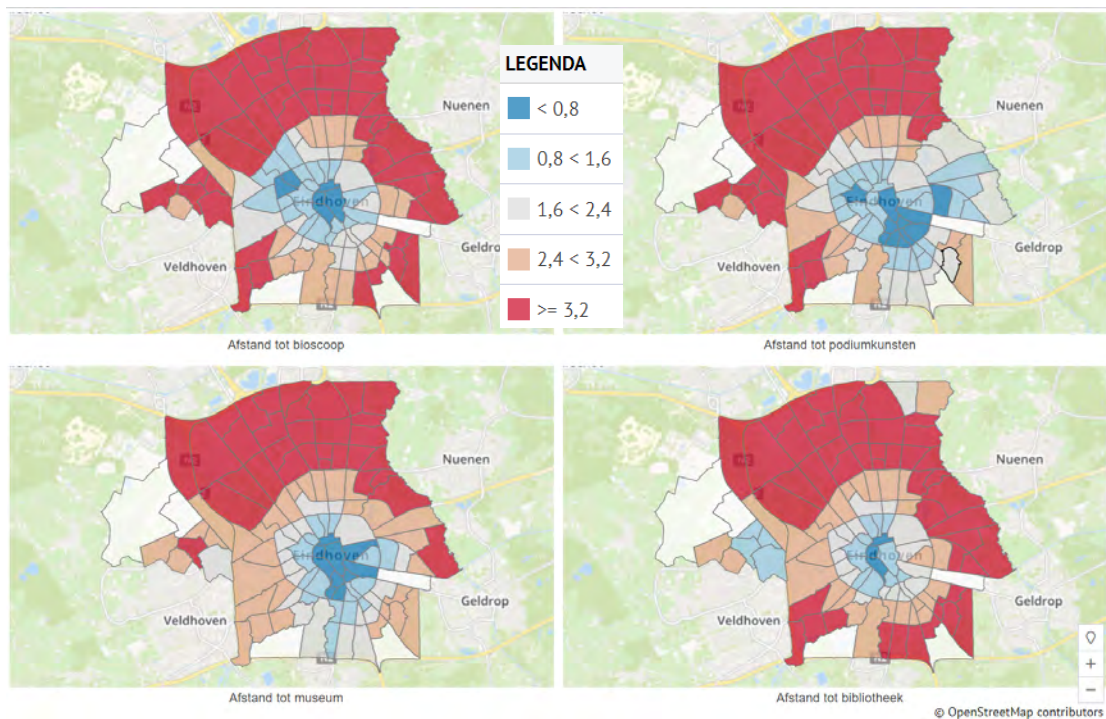 LEGENDA
< 0,8
0,8 < 1,6
1,6 < 2,4
2,4 < 3,2
>= 3,2
Nuenen
Eindhoven
Geldrop
Veldhoven
Afstand tot bioscoop
Nuenen
Eindhoven
Geldrop
Veldhoven
Afstand tot podiumkunsten
Nuenen
Eindhoven
Geldrop
Veldhoven
Afstand tot museum
Nuenen
Eindhoven
Geldrop
Veldhoven
Afstand tot bibliotheek
+
−
© OpenStreetMap contributors